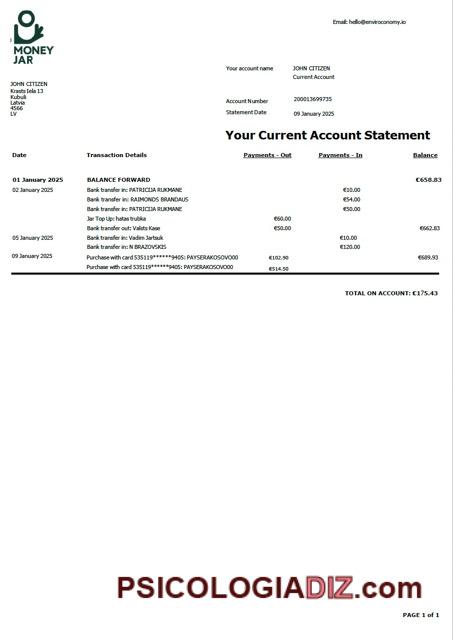 Email: hello@enviroconomy.io
MONEY
JAR
Your account name JOHN CITIZEN
Current Account
JOHN CITIZEN
Krasts Iela 13
Kubuli
Latvia
4566
LV
Account Number 200013699735
Statement Date 09 January 2025
Your Current Account Statement
Date Transaction Details Payments - Out Payments - In Balance
01 January 2025 BALANCE FORWARD €658.83
02 January 2025 Bank transfer in: PATRICIJA RUKMANE €10.00
Bank transfer in: RAIMONDS BRANDAUS €54.00
Bank transfer in: PATRICIJA RUKMANE €50.00
Jar Top Up: hatas trubka €60.00
Bank transfer out: Valsts Kase €50.00 €662.83
05 January 2025 Bank transfer in: Vadim Jartsuk €10.00
Bank transfer in: N BRAZOVSKIS €120.00
09 January 2025 Purchase with card 535119******9405: PAYSERAKOSOVO00 €102.90 €689.93
Purchase with card 535119******9405: PAYSERAKOSOVO00 €514.50
TOTAL ON ACCOUNT: €175.43
PSICOLOGIADIZ.com
PAGE 1 of 1